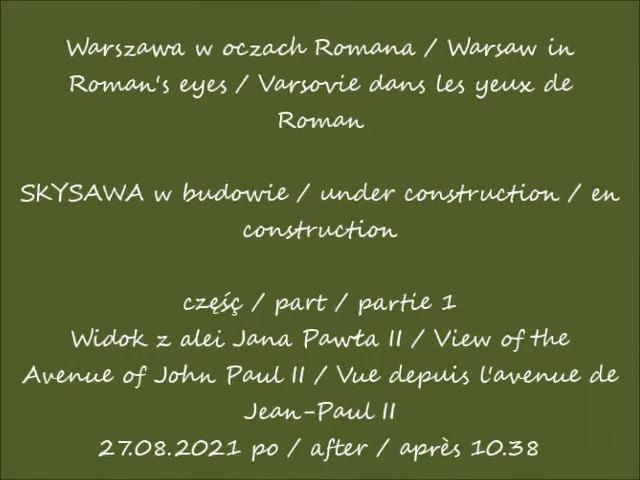 Warszawa w oczach Romana / Warsaw in
Roman's eyes / Varsovie dans les yeux de
Roman
SKYSAWA w budowie / under construction / en
construction
częśç / part / partie 1
Widok z alei Jana Pawła II / View of the
Avenue of John Paul II / Vue depuis l'avenue de
Jean-Paul II
27.08.2021 po / after / après 10.38